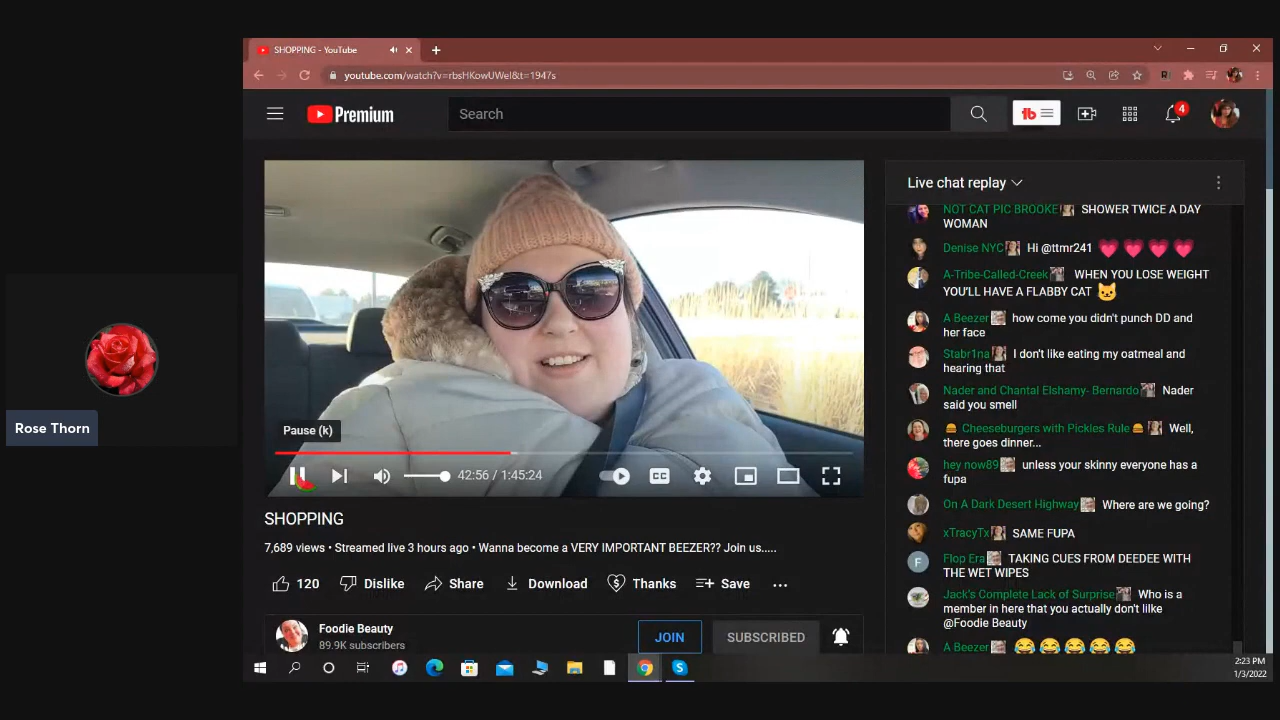 SHOPPING - YouTube
youtube.com/watch?v=rbsHKowUWeI&t=1947s
Premium
Search
tb
4
Live chat replay
NOT CAT PIC BROOKE SHOWER TWICE A DAY
WOMAN
Denise NYC Hi @ttmr241
A-Tribe-Called-Creek WHEN YOU LOSE WEIGHT
YOU'LL HAVE A FLABBY CAT
A Beezer how come you didn't punch DD and
her face
Stabr1na I don't like eating my oatmeal and
hearing that
Nader and Chantal Elshamy- Bernardo Nader
said you smell
Cheeseburgers with Pickles Rule Well,
there goes dinner...
hey now89 unless your skinny everyone has a
fupa
On A Dark Desert Highway Where are we going?
xTracyTx SAME FUPA
F
Flop Era TAKING CUES FROM DEEDEE WITH
THE WET WIPES
Jack's Complete Lack of Surprise Who is a
member in here that you actually don't lilke
@Foodie Beauty
A Beezer
Pause (k)
42:56 / 1:45:24
CC
SHOPPING
7,689 views • Streamed live 3 hours ago • Wanna become a VERY IMPORTANT BEEZER?? Join us.....
120 Dislike Share Download Thanks Save ...
Foodie Beauty
89.9K subscribers
JOIN
SUBSCRIBED
Rose Thorn
2:23 PM
1/3/2022